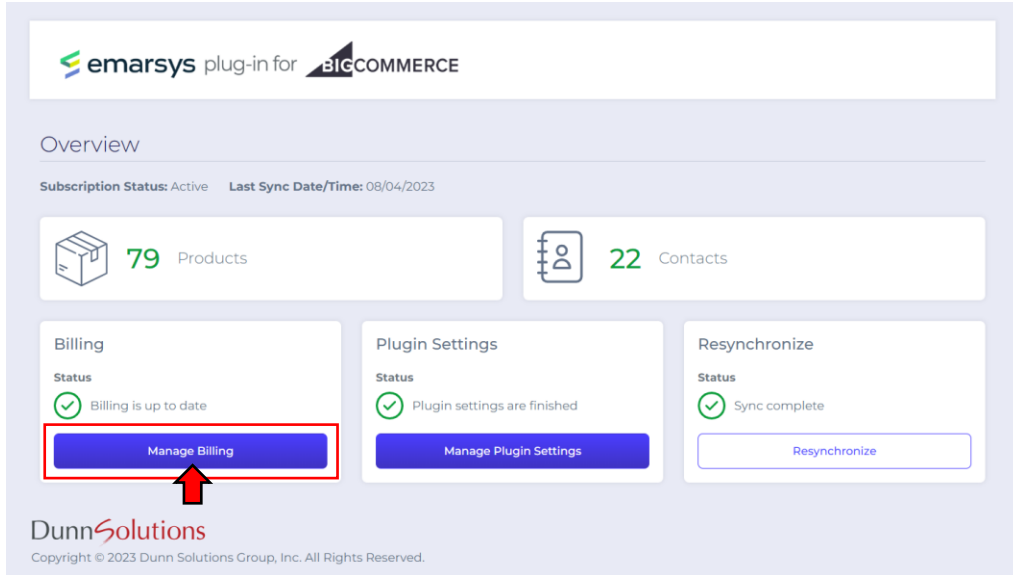 emarsys plug-in for BIGCOMMERCE
Overview
Subscription Status: Active Last Sync Date/Time: 08/04/2023
79 Products
22 Contacts
Billing
Status
Billing is up to date
Manage Billing
Plugin Settings
Status
Plugin settings are finished
Manage Plugin Settings
Resynchronize
Status
Sync complete
Resynchronize
DunnSolutions
Copyright © 2023 Dunn Solutions Group, Inc. All Rights Reserved.